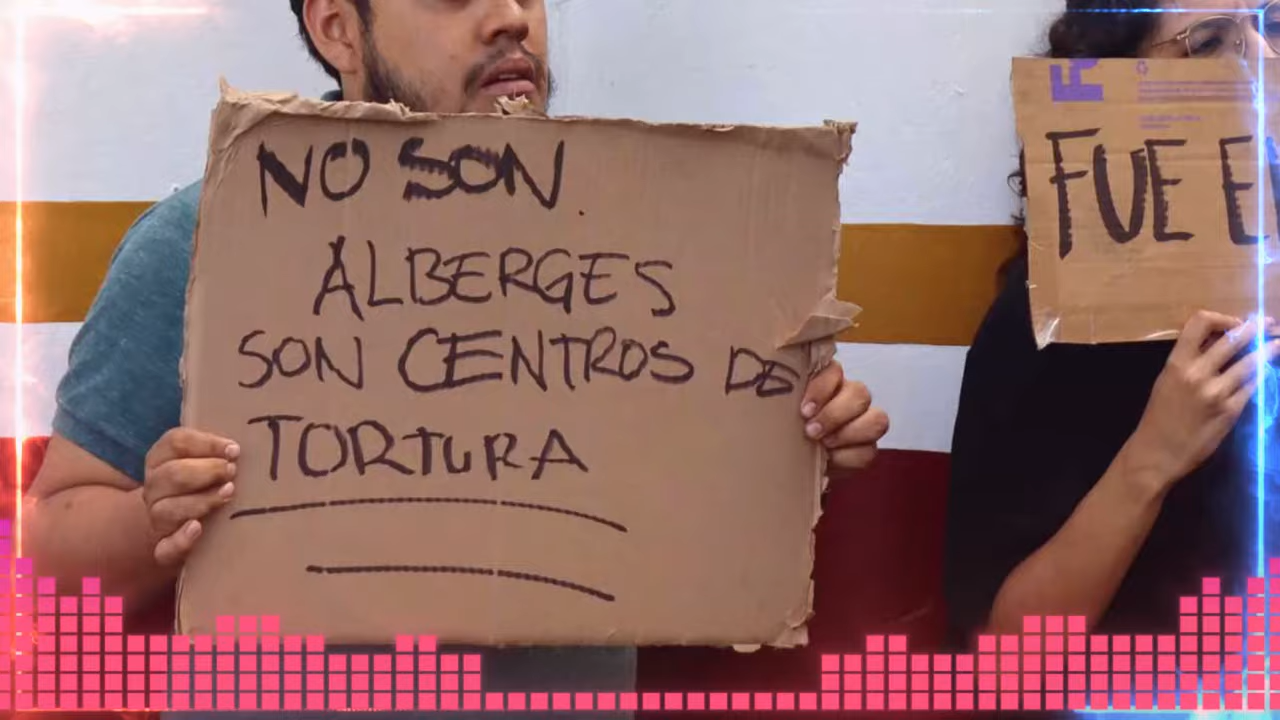 NO SON
ALBERGES
SON CENTROS DE
TORTURA
FUE